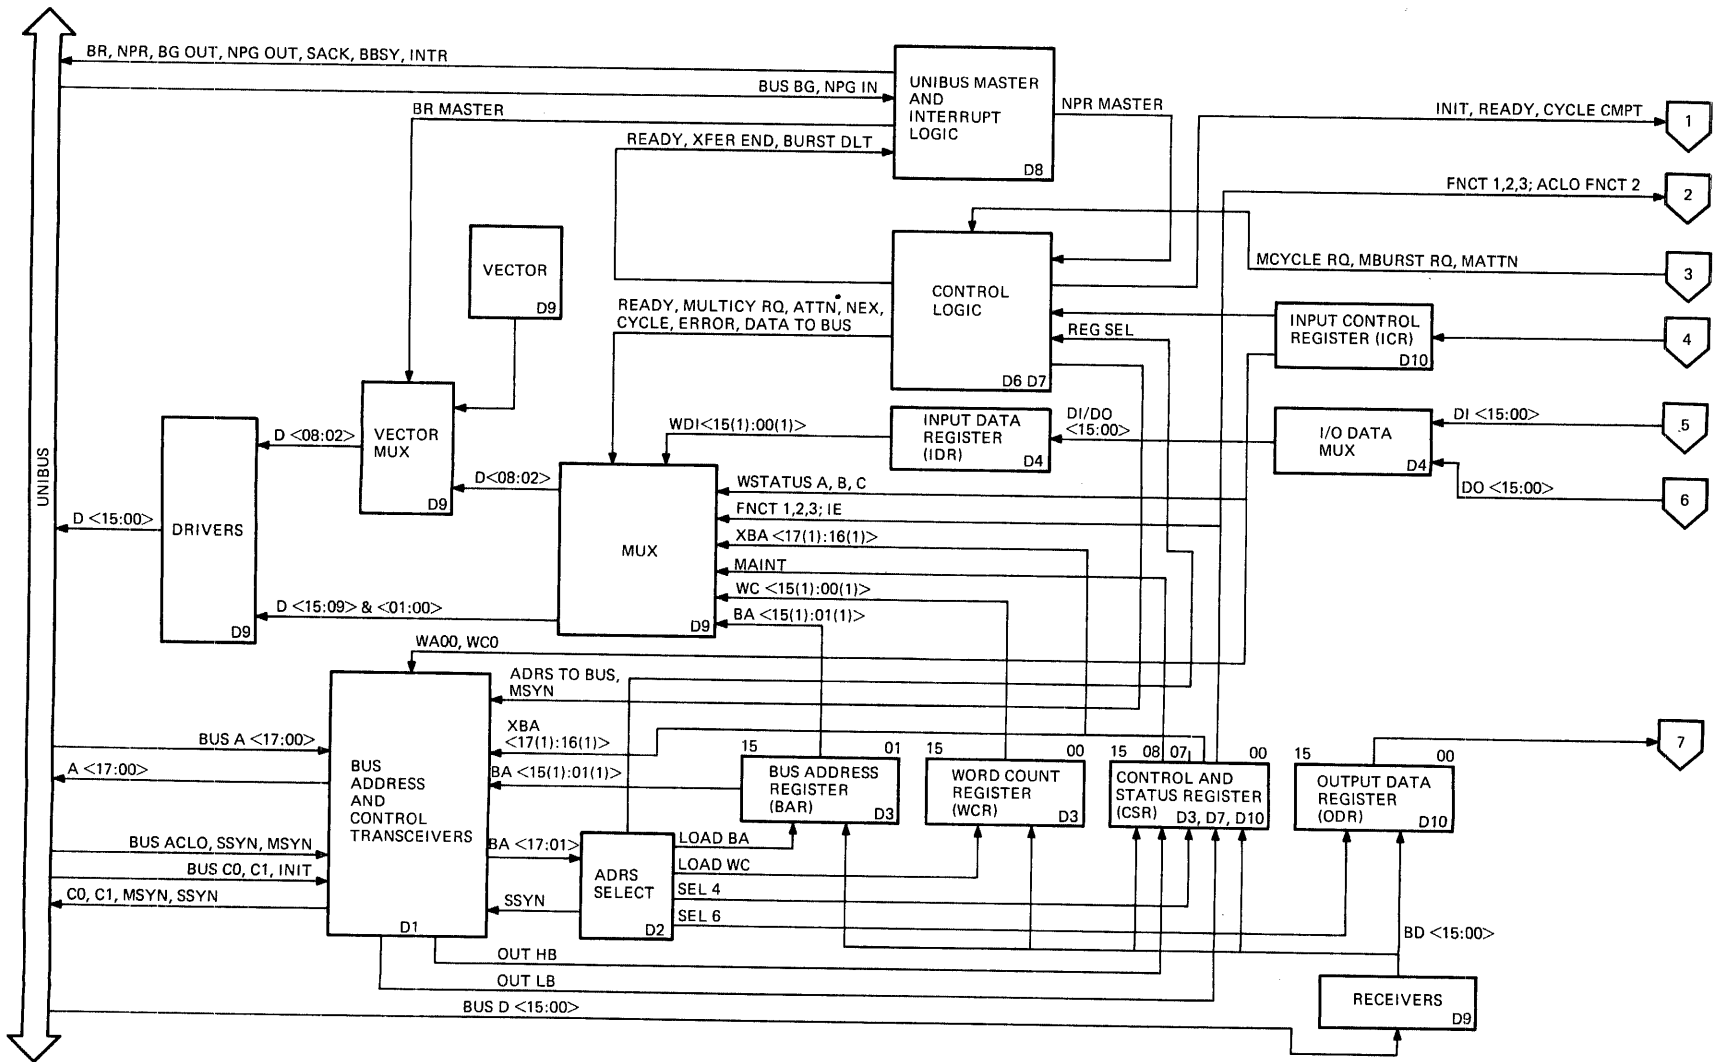 BR, NPR, BG OUT, NPG OUT, SACK, BBSY, INTR
BUS BG, NPG IN
BR MASTER
READY, XFER END, BURST DLT
UNIBUS MASTER
AND
INTERRUPT
LOGIC
D8
NPR MASTER
INIT, READY, CYCLE CMPT
1
FNCT 1,2,3; ACLO FNCT 2
2
MCYCLE RQ, MBURST RQ, MATTN
3
VECTOR
D9
READY, MULTICY RQ, ATTN, NEX,
CYCLE, ERROR, DATA TO BUS
CONTROL
LOGIC
D6 D7
REG SEL
INPUT CONTROL
REGISTER (ICR)
D10
4
UNIBUS
D <15:00>
DRIVERS
D9
D <08:02>
VECTOR
MUX
D9
D<08:02>
WDI<15(1):00(1)>
INPUT DATA
REGISTER
(IDR)
D4
DI/DO
<15:00>
I/O DATA
MUX
D4
DI <15:00>
5
DO <15:00>
6
MUX
D9
WSTATUS A, B, C
FNCT 1,2,3; IE
XBA <17(1):16(1)>
MAINT
WC <15(1):00(1)>
BA <15(1):01(1)>
D <15:09> & <01:00>
WA00, WC0
ADRS TO BUS,
MSYN
XBA
<17(1):16(1)>
BA <15(1):01(1)>
BUS A <17:00>
A <17:00>
BUS
ADDRESS
AND
CONTROL
TRANSCEIVERS
D1
BUS ACLO, SSYN, MSYN
BUS C0, C1, INIT
C0, C1, MSYN, SSYN
BA <17:01>
SSYN
ADRS
SELECT
D2
LOAD BA
LOAD WC
SEL 4
SEL 6
15 01
BUS ADDRESS
REGISTER
(BAR)
D3
15 00
WORD COUNT
REGISTER
(WCR)
D3
15 08 07 00
CONTROL AND
STATUS REGISTER
(CSR) D3, D7, D10
15 00
OUTPUT DATA
REGISTER
(ODR)
D10
7
BD <15:00>
OUT HB
OUT LB
BUS D <15:00>
RECEIVERS
D9